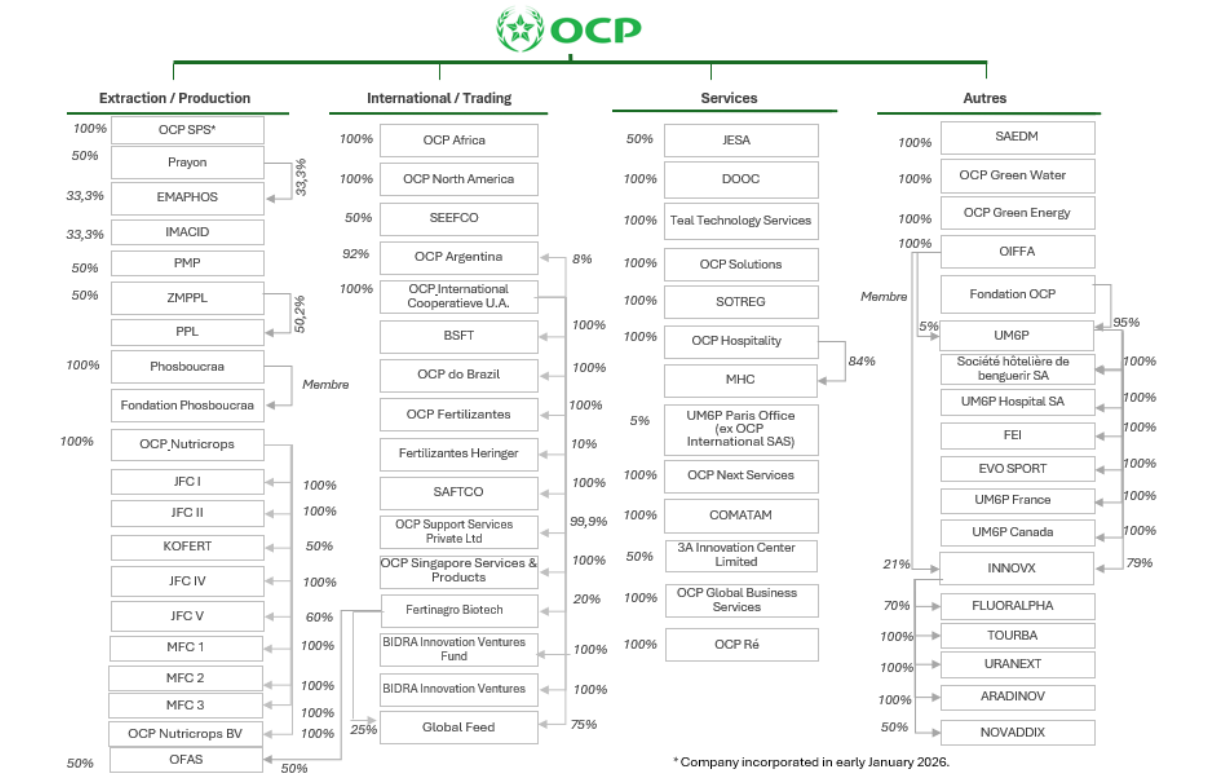 OCP
Extraction / Production
100%
OCP SPS*
50%
Prayon
33,3%
33,3%
EMAPHOS
33,3%
IMACID
50%
PMP
50%
ZMPPL
50,2%
PPL
100%
Phosboucraa
Membre
Fondation Phosboucraa
100%
OCP Nutricrops
JFC I
100%
JFC II
100%
KOFERT
50%
JFC IV
100%
JFC V
60%
MFC 1
100%
MFC 2
100%
MFC 3
100%
OCP Nutricrops BV
100%
50%
OFAS
50%
International / Trading
100%
OCP Africa
100%
OCP North America
50%
SEEFCO
92%
OCP Argentina
8%
100%
OCP International
Cooperatieve U.A.
BSFT
100%
OCP do Brazil
100%
OCP Fertilizantes
100%
Fertilizantes Heringer
10%
SAFTCO
100%
OCP Support Services
Private Ltd
99,9%
OCP Singapore Services &
Products
100%
Fertinagro Biotech
20%
BIDRA Innovation Ventures
Fund
100%
BIDRA Innovation Ventures
100%
25%
Global Feed
75%
Services
50%
JESA
100%
DOOC
100%
Teal Technology Services
100%
OCP Solutions
100%
SOTREG
100%
OCP Hospitality
84%
MHC
5%
UM6P Paris Office
(ex OCP
International SAS)
100%
OCP Next Services
100%
COMATAM
50%
3A Innovation Center
Limited
100%
OCP Global Business
Services
100%
OCP Ré
Autres
100%
SAEDM
100%
OCP Green Water
100%
OCP Green Energy
100%
OIFFA
Membre
Fondation OCP
5%
UM6P
95%
Société hôtelière de
benguerir SA
100%
UM6P Hospital SA
100%
FEI
100%
EVO SPORT
100%
UM6P France
100%
UM6P Canada
100%
21%
INNOVX
79%
70%
FLUORALPHA
100%
TOURBA
100%
URANEXT
100%
ARADINOV
50%
NOVADDIX
* Company incorporated in early January 2026.